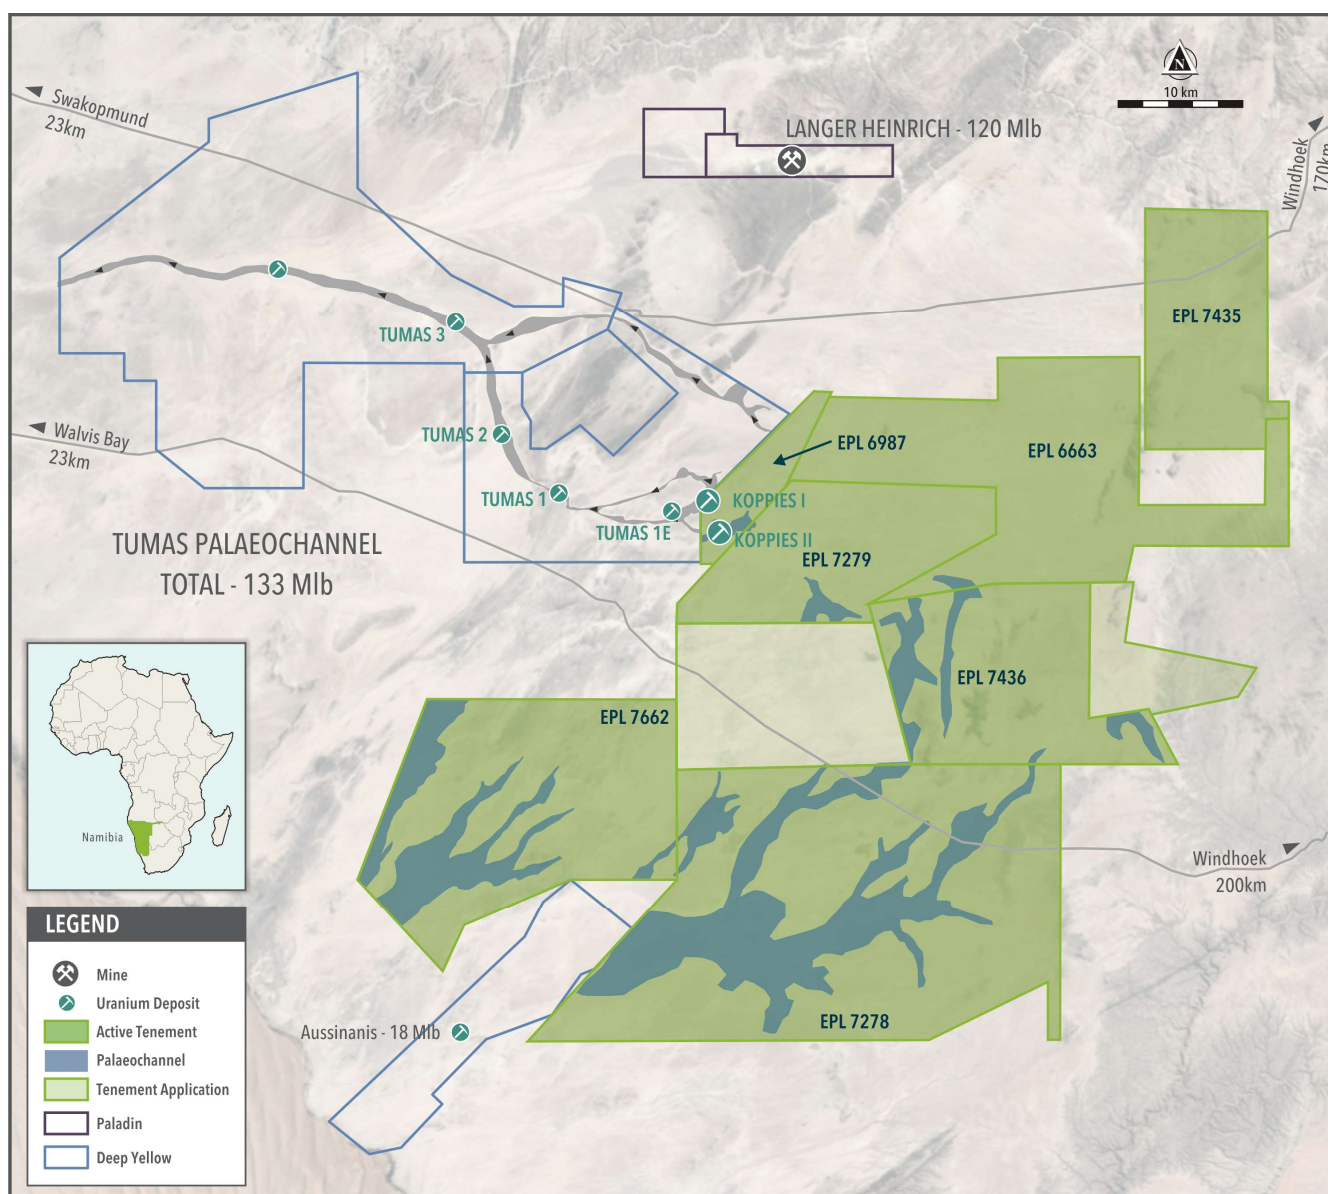 N
10 km
Swakopmund
23km
LANGER HEINRICH - 120 Mlb
Windhoek
170km
EPL 7435
TUMAS 3
Walvis Bay
23km
TUMAS 2
EPL 6987
EPL 6663
TUMAS 1
KOPPIES I
TUMAS 1E
KOPPIES II
EPL 7279
TUMAS PALAEOCHANNEL
TOTAL - 133 Mlb
EPL 7436
EPL 7662
Namibia
Windhoek
200km
EPL 7278
Aussinanis - 18 Mlb
LEGEND
Mine
Uranium Deposit
Active Tenement
Palaeochannel
Tenement Application
Paladin
Deep Yellow